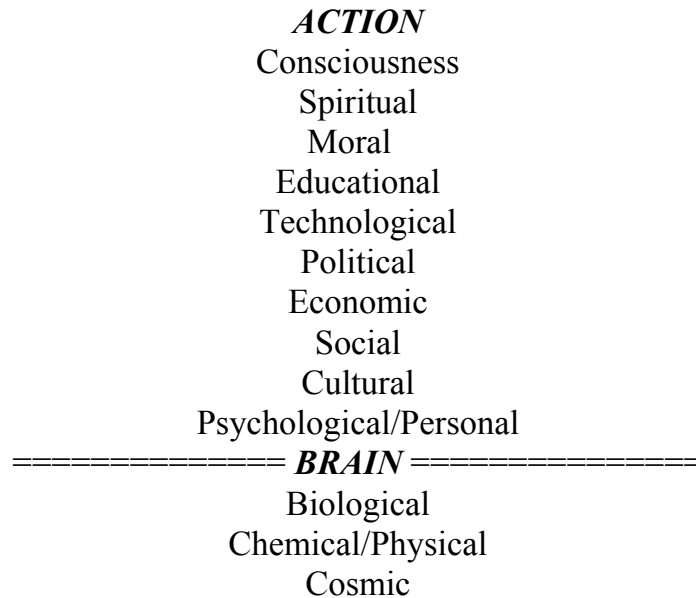 ACTION
Consciousness
Spiritual
Moral
Educational
Technological
Political
Economic
Social
Cultural
Psychological/Personal
============== BRAIN ===============
Biological
Chemical/Physical
Cosmic